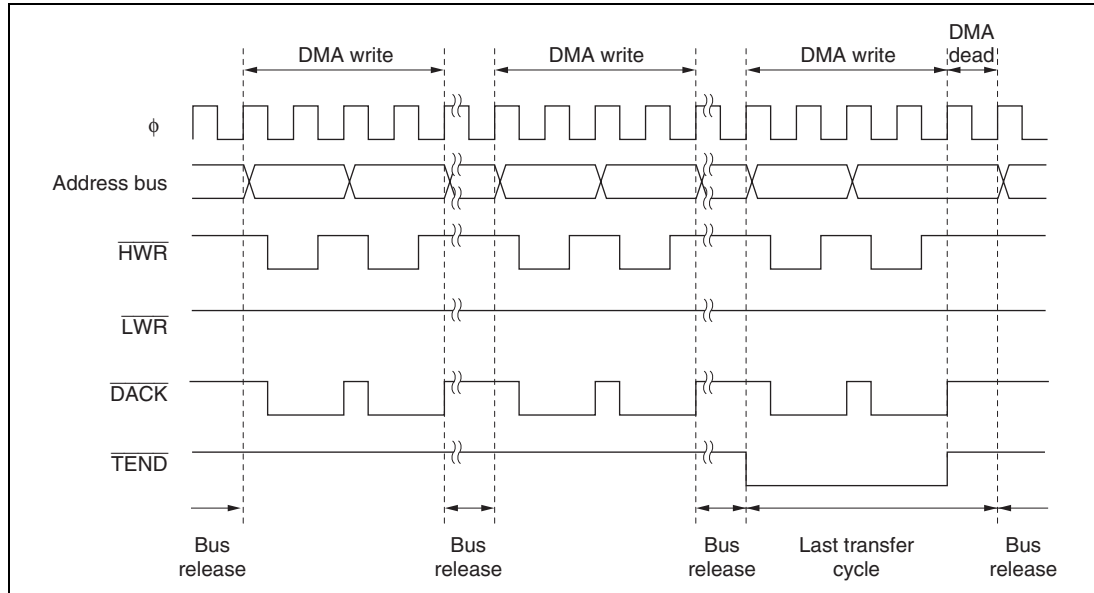 DMA
DMA write DMA write DMA write dead
ϕ
Address bus
HWR
LWR
DACK
TEND
Bus Bus Bus Last transfer Bus
release release release cycle release